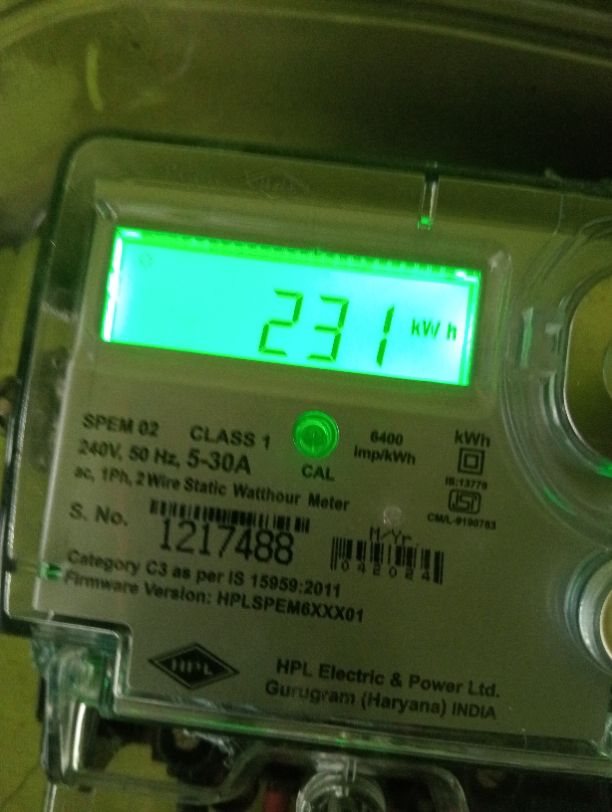 231 kWh
SPEM 02 CLASS 1
240V, 50 Hz, 5-30A
CAL
6400
Imp/kWh
kWh
ac, 1Ph, 2 Wire Static Watthour Meter
IS:13779
ISI
CM/L-9190783
S. No. 1217488
M/Yr.
042024
Category C3 as per IS 15959:2011
Firmware Version: HPLSPEM6XXX01
HPL
HPL Electric & Power Ltd.
Gurugram (Haryana) INDIA